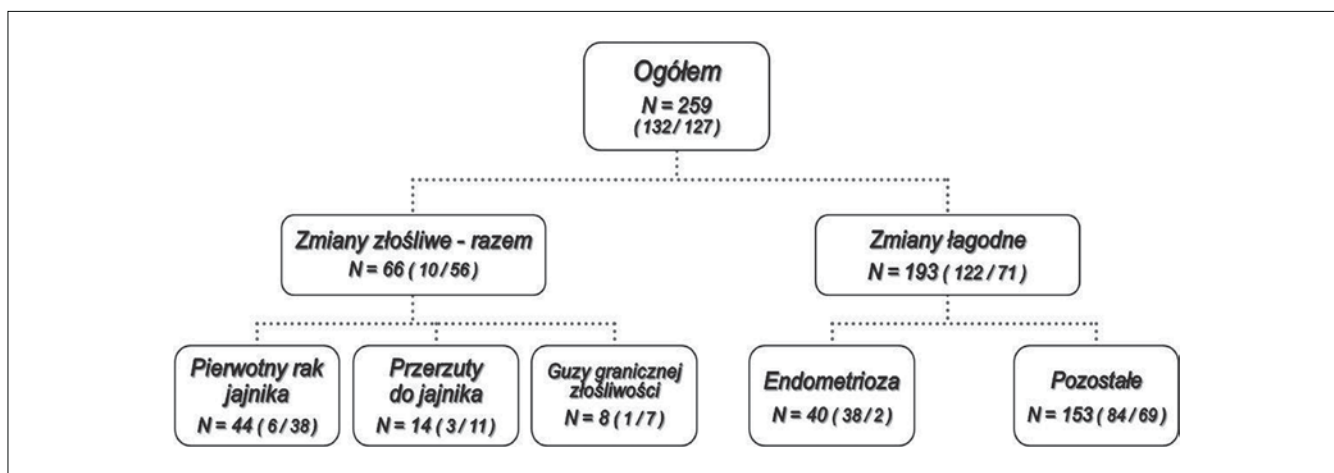 Ogółem
N = 259
(132/127)
Zmiany złośliwe - razem
N = 66 (10/56)
Zmiany łagodne
N = 193 (122/71)
Pierwotny rak
jajnika
N = 44 (6/38)
Przerzuty
do jajnika
N = 14 (3/11)
Guzy granicznej
złośliwości
N = 8 (1/7)
Endometrioza
N = 40 (38/2)
Pozostałe
N = 153 (84/69)